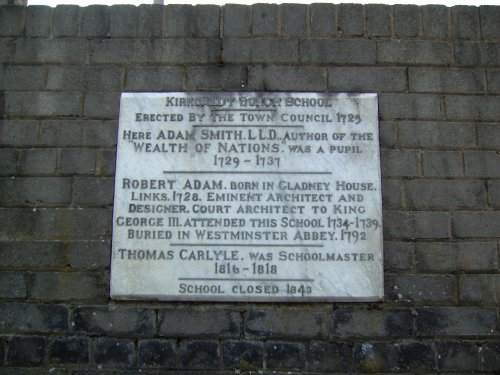 KIRKCALDY BURGH SCHOOL
ERECTED BY THE TOWN COUNCIL 1725
HERE ADAM SMITH. L.L.D. AUTHOR OF THE
WEALTH OF NATIONS. WAS A PUPIL
1729 - 1737
ROBERT ADAM. BORN IN GLADNEY HOUSE.
LINKS. 1728. EMINENT ARCHITECT AND
DESIGNER. COURT ARCHITECT TO KING
GEORGE III. ATTENDED THIS SCHOOL 1734-1739.
BURIED IN WESTMINSTER ABBEY. 1792
THOMAS CARLYLE. WAS SCHOOLMASTER
1816 - 1818
SCHOOL CLOSED 1843